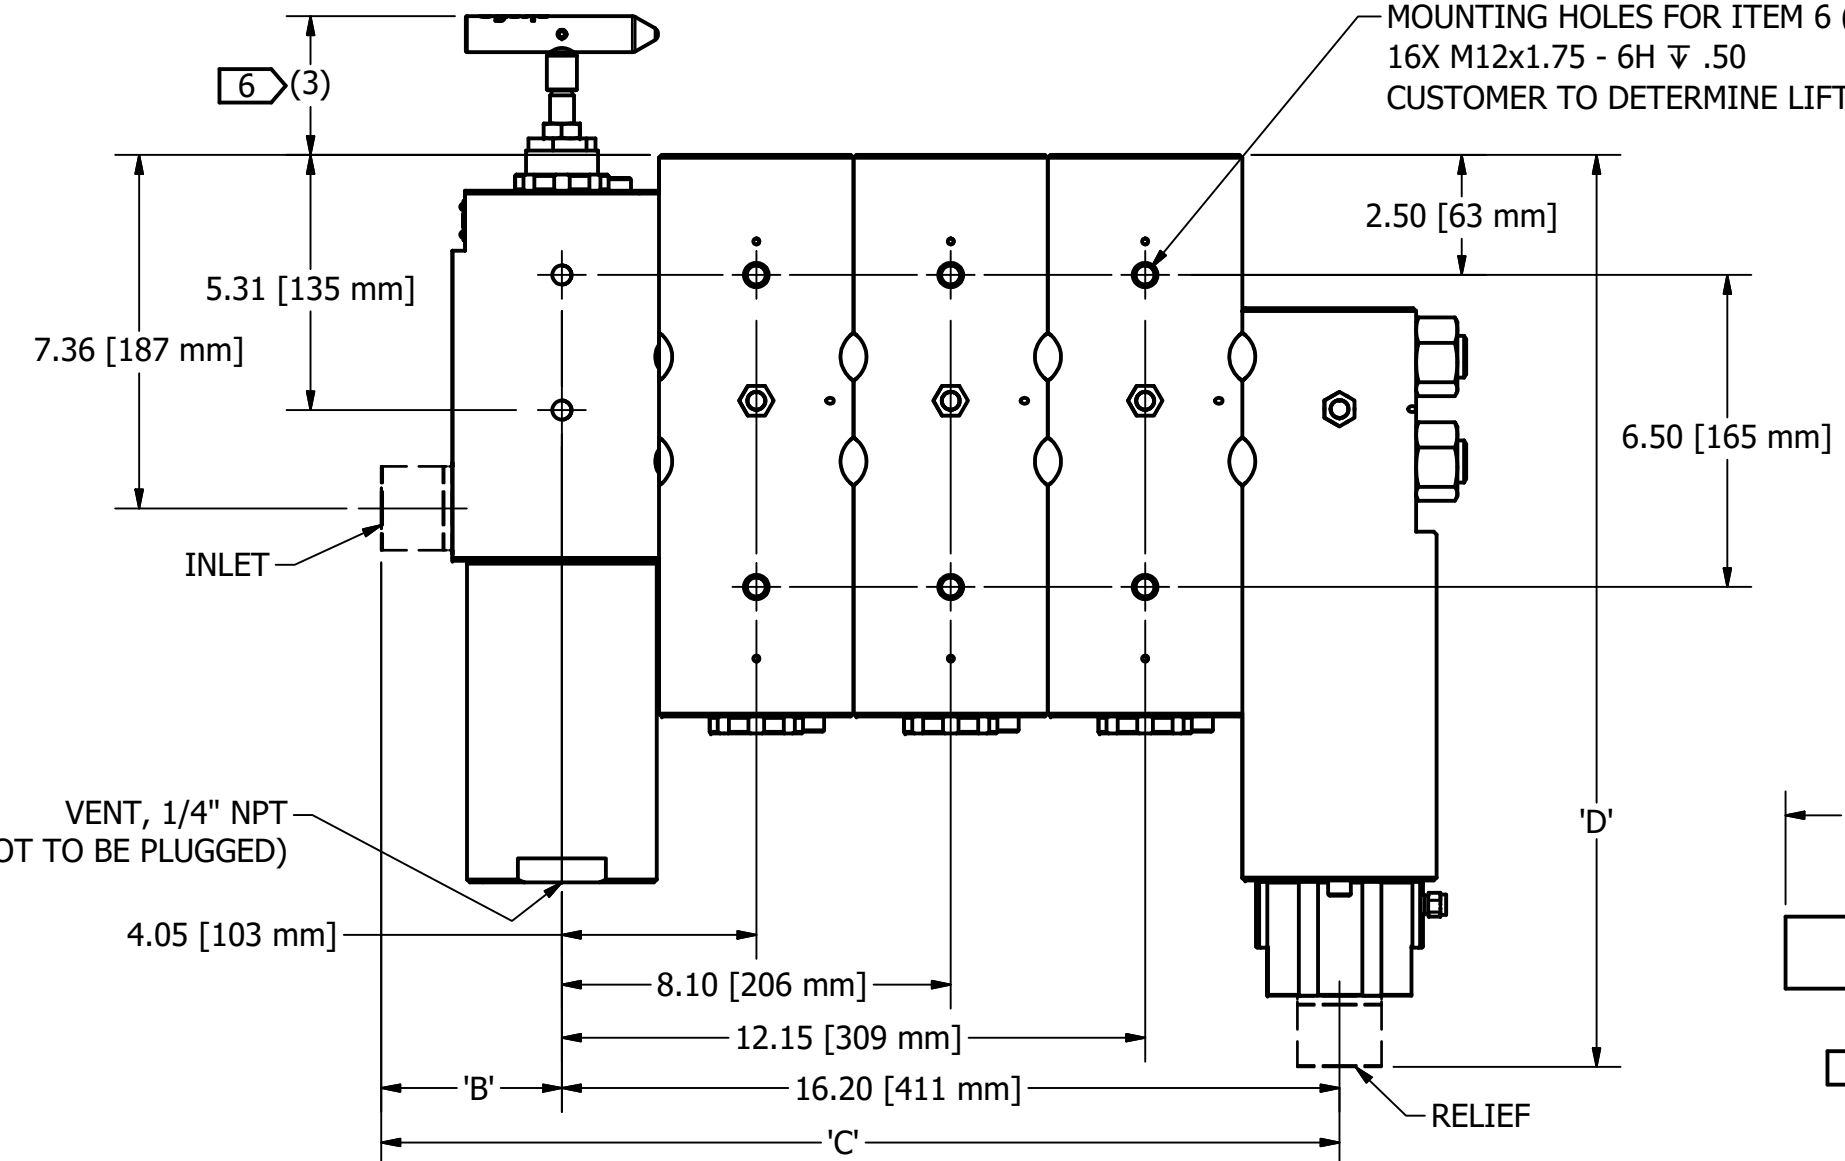 MOUNTING HOLES FOR ITEM 6 (
16X M12x1.75 - 6H ↧ .50
CUSTOMER TO DETERMINE LIFT
6 (3)
2.50 [63 mm]
5.31 [135 mm]
7.36 [187 mm]
6.50 [165 mm]
INLET
VENT, 1/4" NPT
OT TO BE PLUGGED)
'D'
4.05 [103 mm]
8.10 [206 mm]
12.15 [309 mm]
'B'
16.20 [411 mm]
RELIEF
'C'